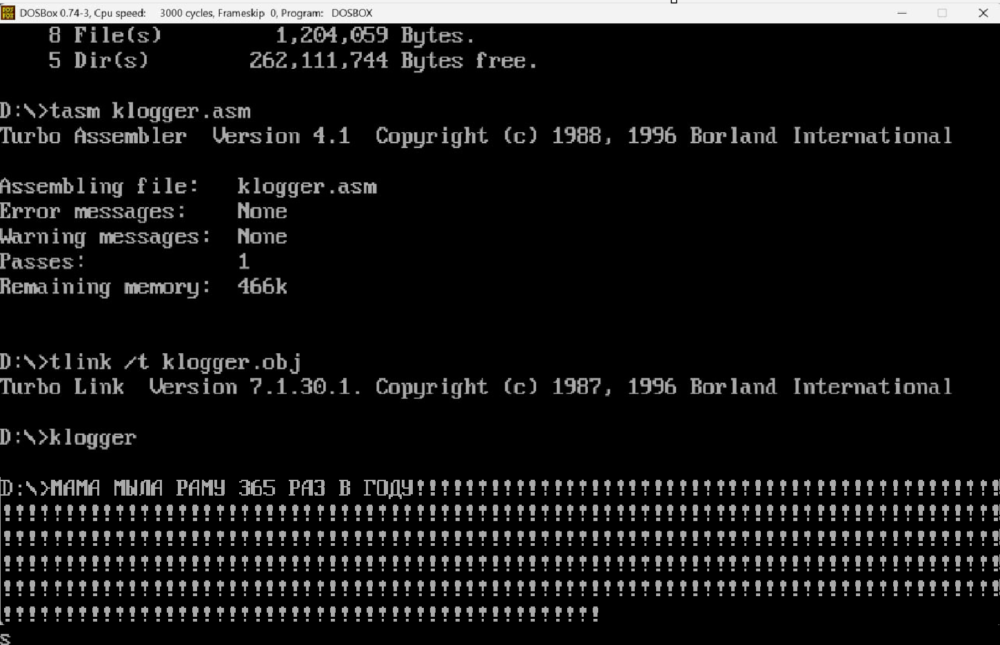 DOSBox 0.74-3, Cpu speed: 3000 cycles, Frameskip 0, Program: DOSBOX
8 File(s) 1,204,059 Bytes.
5 Dir(s) 262,111,744 Bytes free.
D:\>tasm klogger.asm
Turbo Assembler Version 4.1 Copyright (c) 1988, 1996 Borland International
Assembling file: klogger.asm
Error messages: None
Warning messages: None
Passes: 1
Remaining memory: 466k
D:\>tlink /t klogger.obj
Turbo Link Version 7.1.30.1. Copyright (c) 1987, 1996 Borland International
D:\>klogger
D:\>МАМА МЫЛА РАМУ 365 РАЗ В ГОДУ!!!!!!!!!!!!!!!!!!!!!!!!!!!!!!!!!!!!!!!!!!!!!!!
!!!!!!!!!!!!!!!!!!!!!!!!!!!!!!!!!!!!!!!!!!!!!!!!!!!!!!!!!!!!!!!!!!!!!!!!!!!!!!!!
!!!!!!!!!!!!!!!!!!!!!!!!!!!!!!!!!!!!!!!!!!!!!!!!!!!!!!!!!!!!!!!!!!!!!!!!!!!!!!!!
!!!!!!!!!!!!!!!!!!!!!!!!!!!!!!!!!!!!!!!!!!!!!!!!!!!!!!!!!!!!!!!!!!!!!!!!!!!!!!!!
!!!!!!!!!!!!!!!!!!!!!!!!!!!!!!!!!!!!!!!!!!!!!!!!!!!!!!!!!!!!!!!!!!!!!!!!!!!!!!!!
!!!!!!!!!!!!!!!!!!!!!!!!!!!!!!!!!!!!!!!!!!!!!!!!
s